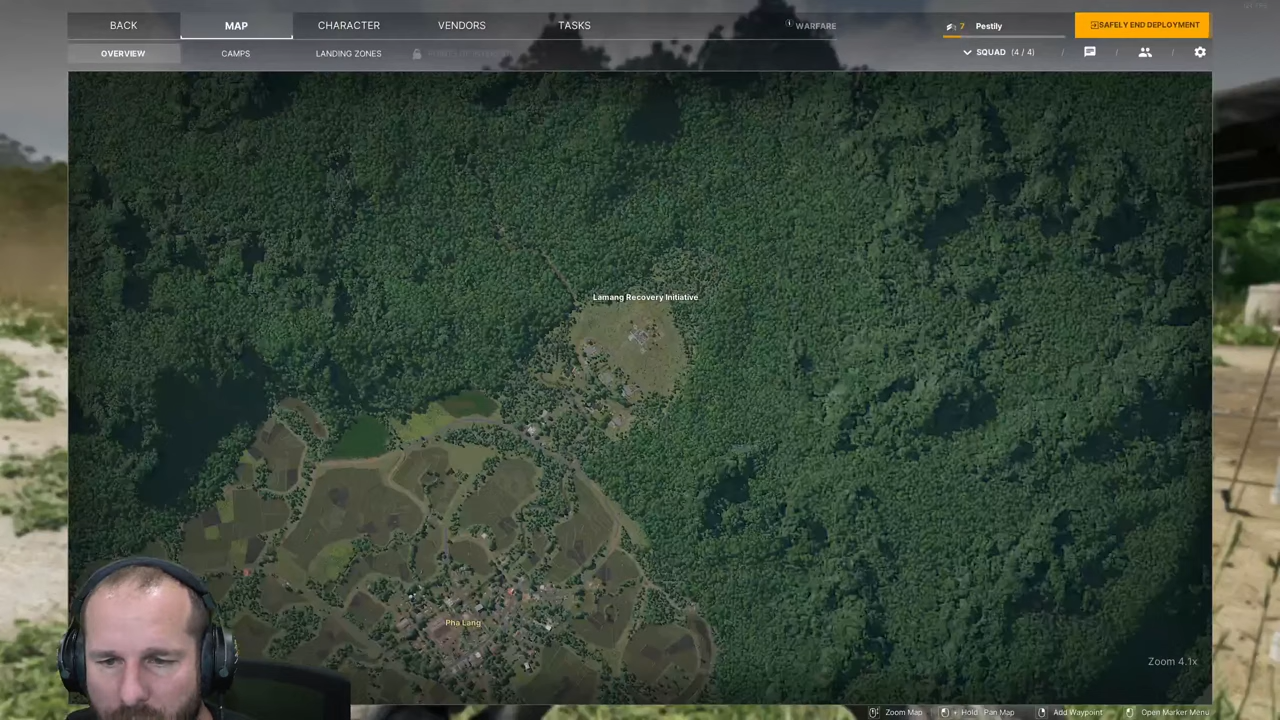 BACK
MAP
CHARACTER
VENDORS
TASKS
WARFARE
7 Pestily
SAFELY END DEPLOYMENT
OVERVIEW
CAMPS
LANDING ZONES
SQUAD (4 / 4) / / /
Lamang Recovery Initiative
Pha Lang
Zoom 4.1x
Zoom Map
+ Hold Pan Map
Add Waypoint
Open Marker Menu